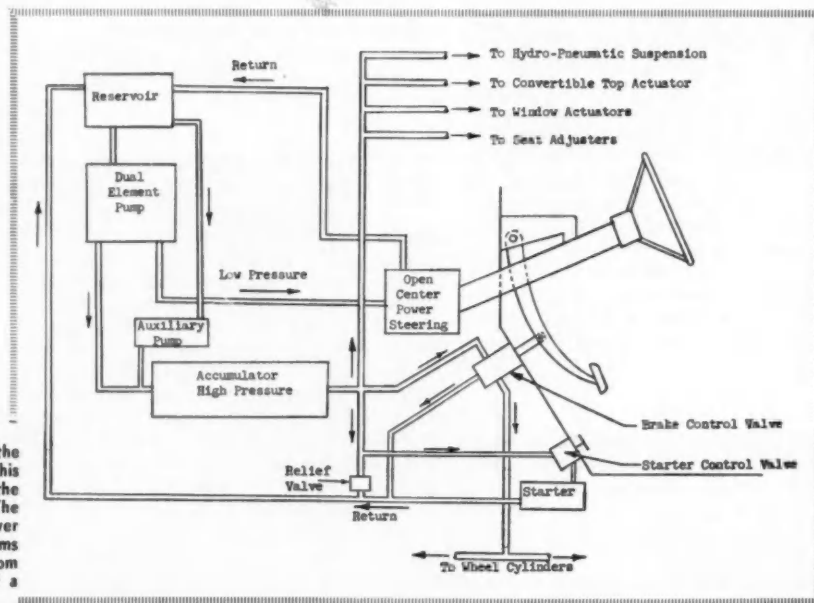 To Hydro-Pneumatic Suspension
To Convertible Top Actuator
To Window Actuators
To Seat Adjusters
Return
Reservoir
Dual
Element
Pump
Low Pressure
Open
Center
Power
Steering
Auxiliary
Pump
Accumulator
High Pressure
Brake Control Valve
Starter Control Valve
Relief
Valve
Starter
Return
To Wheel Cylinders
the
his
the
The
ver
ms
om
a